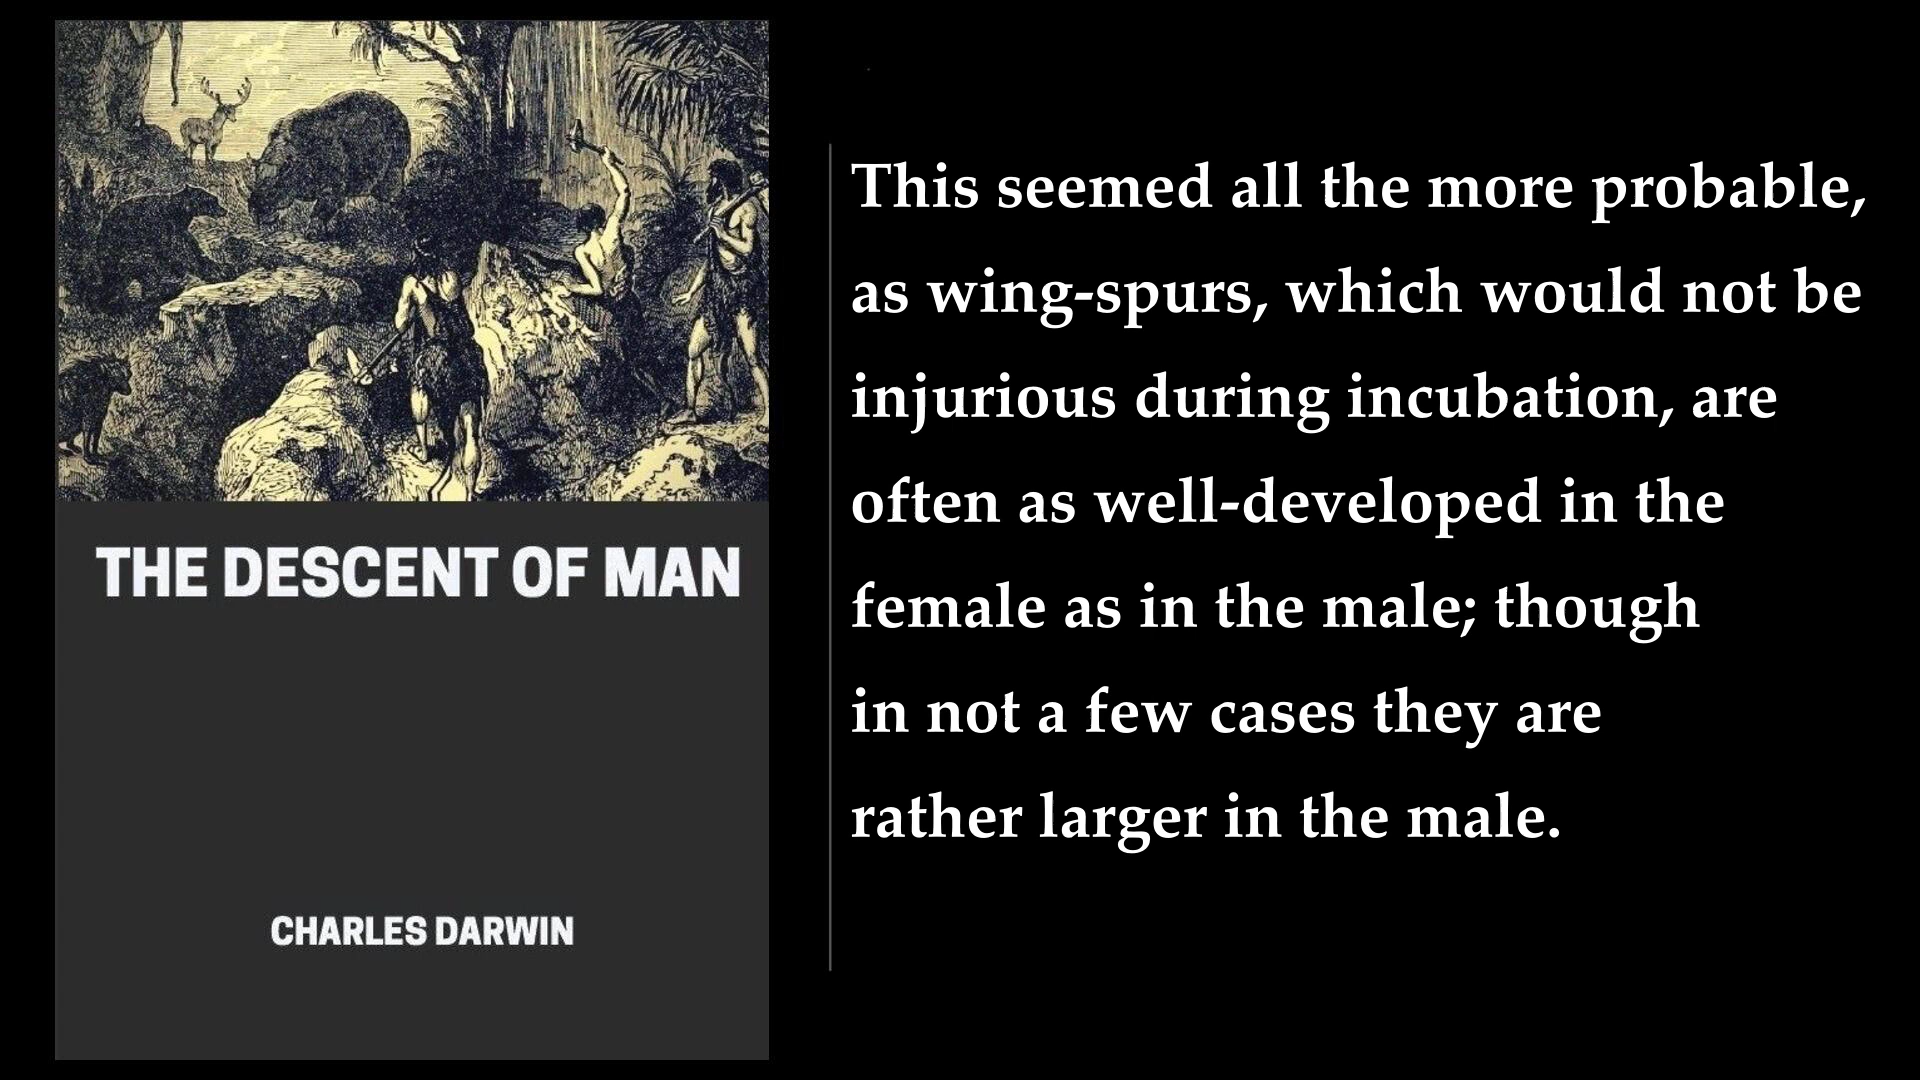 THE DESCENT OF MAN
CHARLES DARWIN
This seemed all the more probable,
as wing-spurs, which would not be
injurious during incubation, are
often as well-developed in the
female as in the male; though
in not a few cases they are
rather larger in the male.